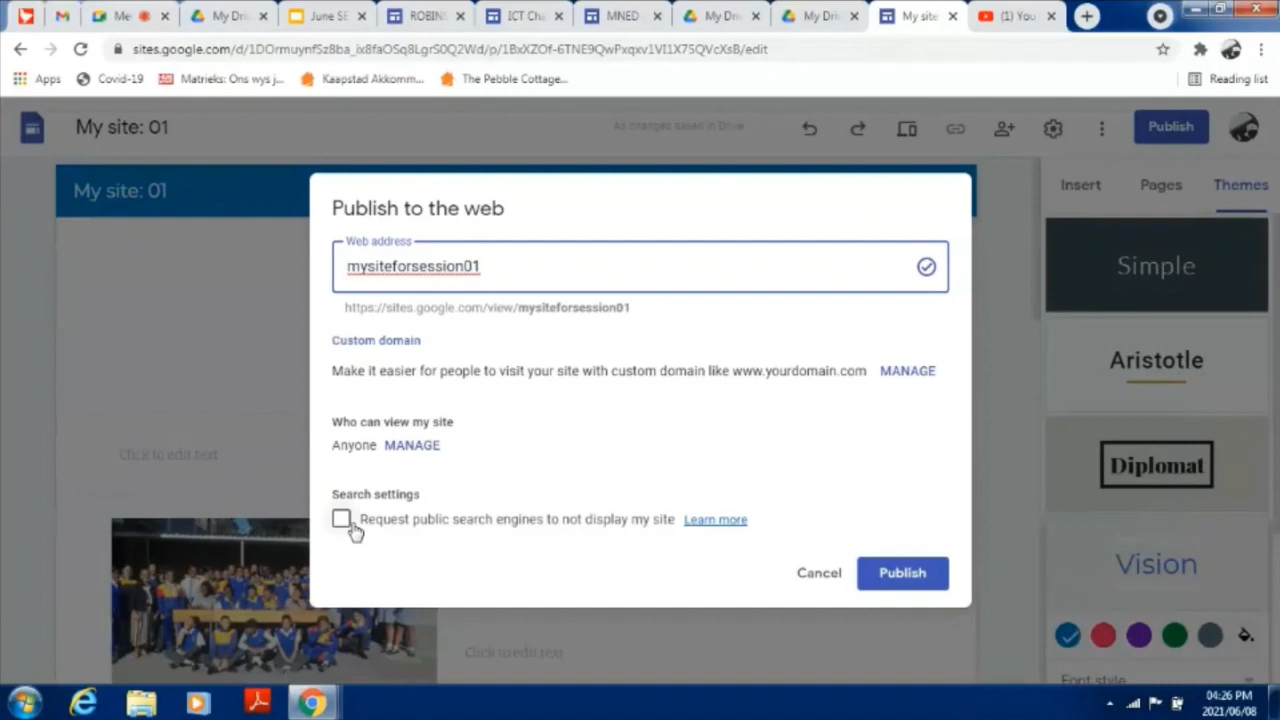 Me
My Dri
June SE
ROBINS
ICT Cha
MNED
My Dri
My Driv
My site
(1) You
sites.google.com/d/1DOrmuynfSz8ba_ix8faOSq8LgrS0Q2Wd/p/1BxXZOf-6TNE9QwPxqxv1VI1X75QVcXsB/edit
Apps
Covid-19
Matrieks: Ons wys j...
Kaapstad Akkomm...
The Pebble Cottage...
Reading list
My site: 01
All changes saved in Drive
Publish
My site: 01
Insert
Pages
Themes
Publish to the web
Web address
mysiteforsession01
https://sites.google.com/view/mysiteforsession01
Custom domain
Make it easier for people to visit your site with custom domain like www.yourdomain.com MANAGE
Who can view my site
Anyone MANAGE
Search settings
Request public search engines to not display my site Learn more
Cancel
Publish
Click to edit text
Click to edit text
Simple
Aristotle
Diplomat
Vision
Font style
04:26 PM
2021/06/08